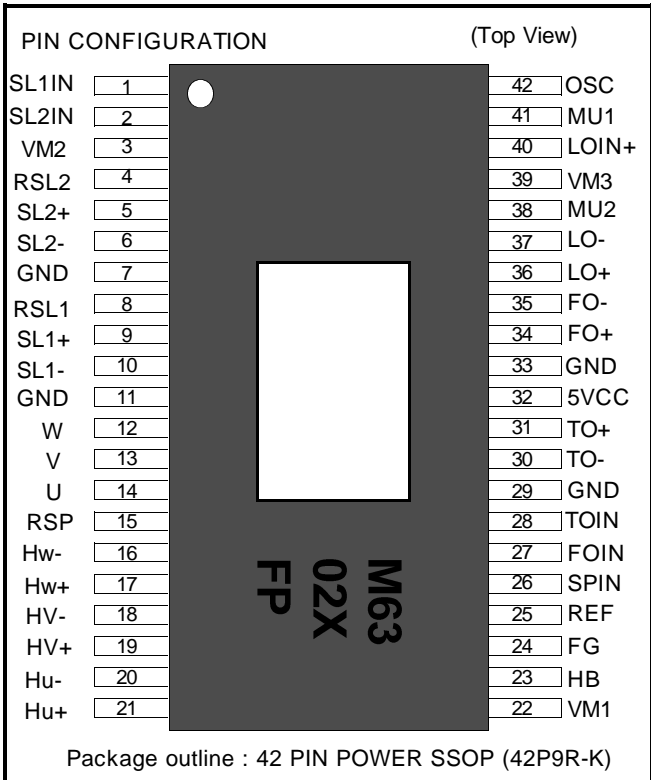 PIN CONFIGURATION (Top View)
SL1IN 1 42 OSC
SL2IN 2 41 MU1
VM2 3 40 LOIN+
RSL2 4 39 VM3
SL2+ 5 38 MU2
SL2- 6 37 LO-
GND 7 36 LO+
RSL1 8 35 FO-
SL1+ 9 34 FO+
SL1- 10 33 GND
GND 11 32 5VCC
W 12 31 TO+
V 13 30 TO-
U 14 29 GND
RSP 15 28 TOIN
Hw- 16 27 FOIN
Hw+ 17 26 SPIN
HV- 18 25 REF
HV+ 19 24 FG
Hu- 20 23 HB
Hu+ 21 22 VM1
M63
02X
FP
Package outline : 42 PIN POWER SSOP (42P9R-K)